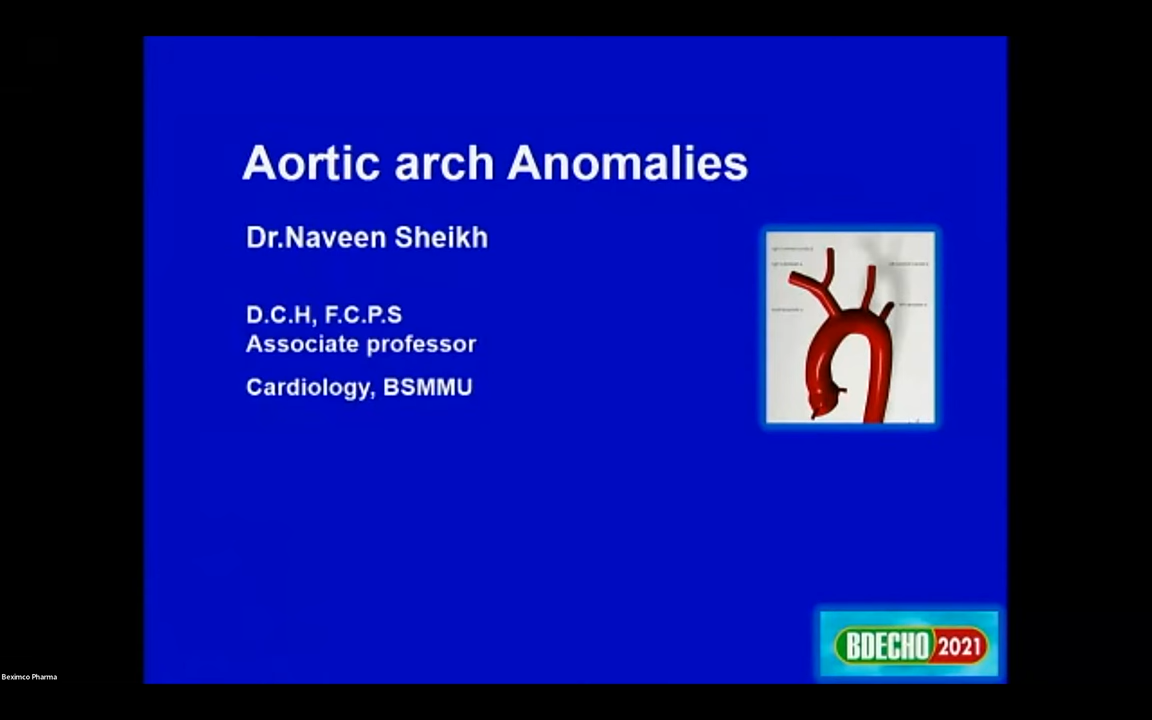 Aortic arch Anomalies
Dr.Naveen Sheikh
D.C.H, F.C.P.S
Associate professor
Cardiology, BSMMU
BDECHO 2021
Beximco Pharma